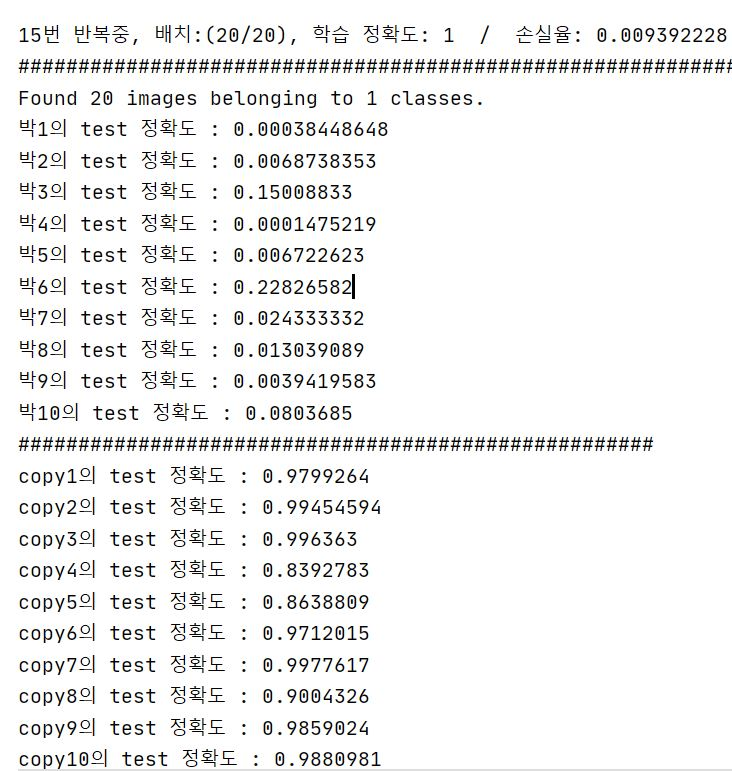 15번 반복중, 배치:(20/20), 학습 정확도: 1  /  손실율: 0.009392228
############################################################
Found 20 images belonging to 1 classes.
박1의 test 정확도 : 0.00038448648
박2의 test 정확도 : 0.0068738353
박3의 test 정확도 : 0.15008833
박4의 test 정확도 : 0.0001475219
박5의 test 정확도 : 0.006722623
박6의 test 정확도 : 0.22826582
박7의 test 정확도 : 0.024333332
박8의 test 정확도 : 0.013039089
박9의 test 정확도 : 0.0039419583
박10의 test 정확도 : 0.0803685
#####################################################
copy1의 test 정확도 : 0.9799264
copy2의 test 정확도 : 0.99454594
copy3의 test 정확도 : 0.996363
copy4의 test 정확도 : 0.8392783
copy5의 test 정확도 : 0.8638809
copy6의 test 정확도 : 0.9712015
copy7의 test 정확도 : 0.9977617
copy8의 test 정확도 : 0.9004326
copy9의 test 정확도 : 0.9859024
copy10의 test 정확도 : 0.9880981